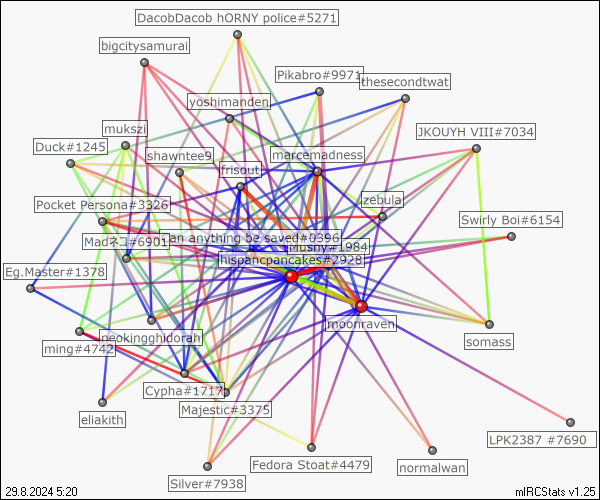 DacobDacob hORNY police#5271
bigcitysamurai
Pikabro#9971
thesecondtwat
yoshimanden
mukszi
JKOUYH VIII#7034
Duck#1245
shawntee9
marcemadness
frisout
zebula
Pocket Persona#3326
Swirly Boi#6154
Madネコ#6901
an anything be saved#0396
Mushy#1984
hispancpancakes#2928
Eg.Master#1378
moonraven
neokingghidorah
somass
ming#4742
Cypha#1717
Majestic#3375
eliakith
LPK2387 #7690
Fedora Stoat#4479
normalwan
Silver#7938
29.8.2024 5:20
mIRCStats v1.25